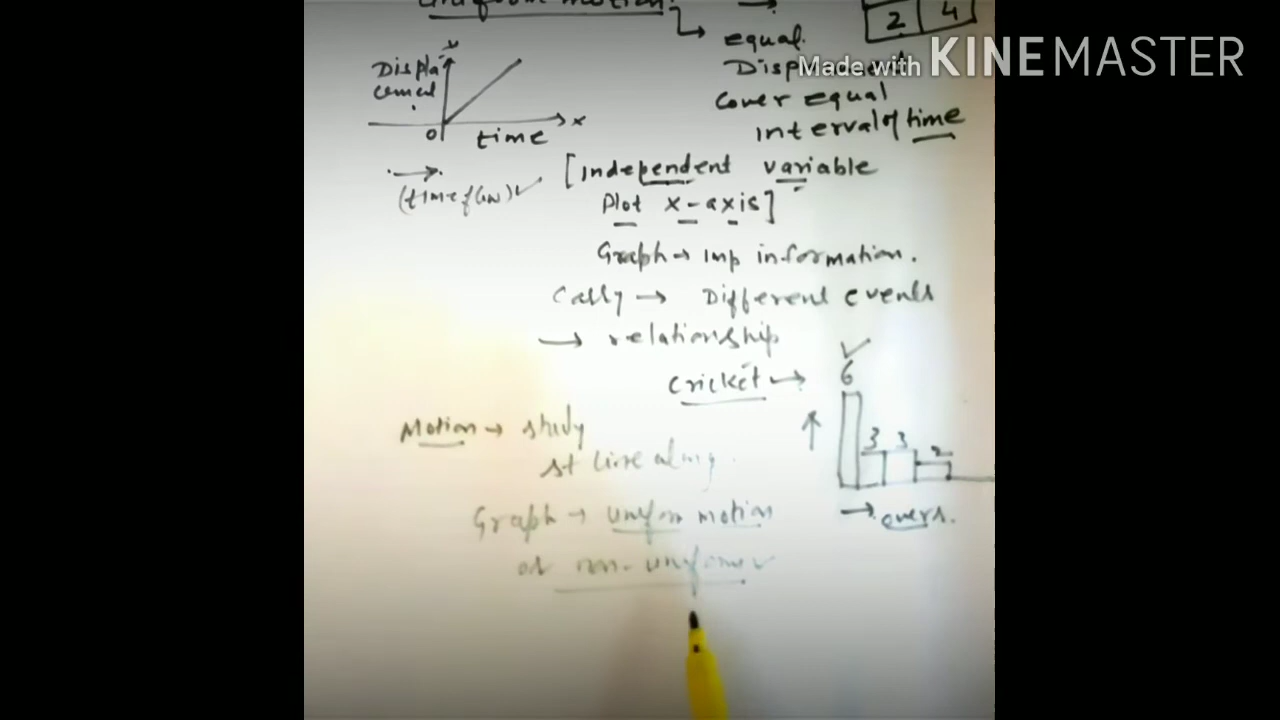 Uniform motion.
2 4
equal
Made with KINEMASTER
Displa
cement
cover equal
interval of time
0 time x
[Independent variable
(time flow)
Plot x-axis]
Graph → imp information.
Different events
→ relationship
cricket →
6
Motion → study
3 3 2
st line along
Graph → uniform motion
→ overs.
or non-uniform